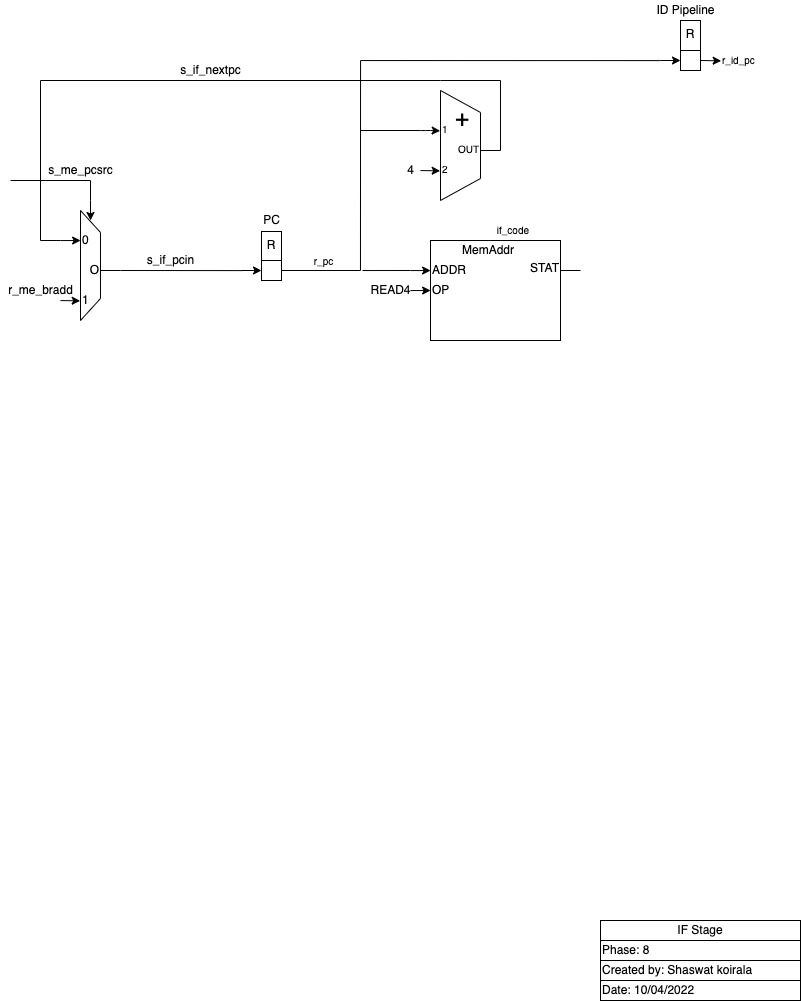 ID Pipeline
R
r_id_pc
s_if_nextpc
+
1
OUT
4
2
s_me_pcsrc
0
O
r_me_bradd
1
s_if_pcin
PC
R
r_pc
if_code
MemAddr
ADDR
STAT
READ4
OP
IF Stage
Phase: 8
Created by: Shaswat koirala
Date: 10/04/2022